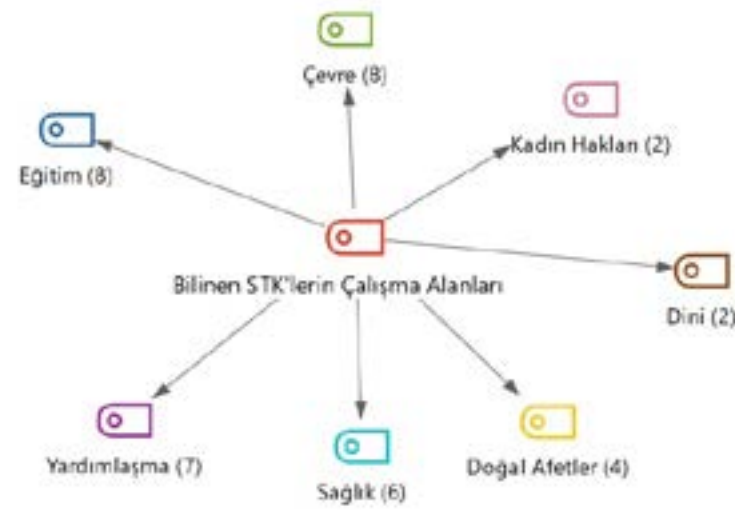 Çevre (8)
Kadın Hakları (2)
Eğitim (8)
Bilinen STK'lerin Çalışma Alanları
Dini (2)
Yardımlaşma (7)
Doğal Afetler (4)
Sağlık (6)